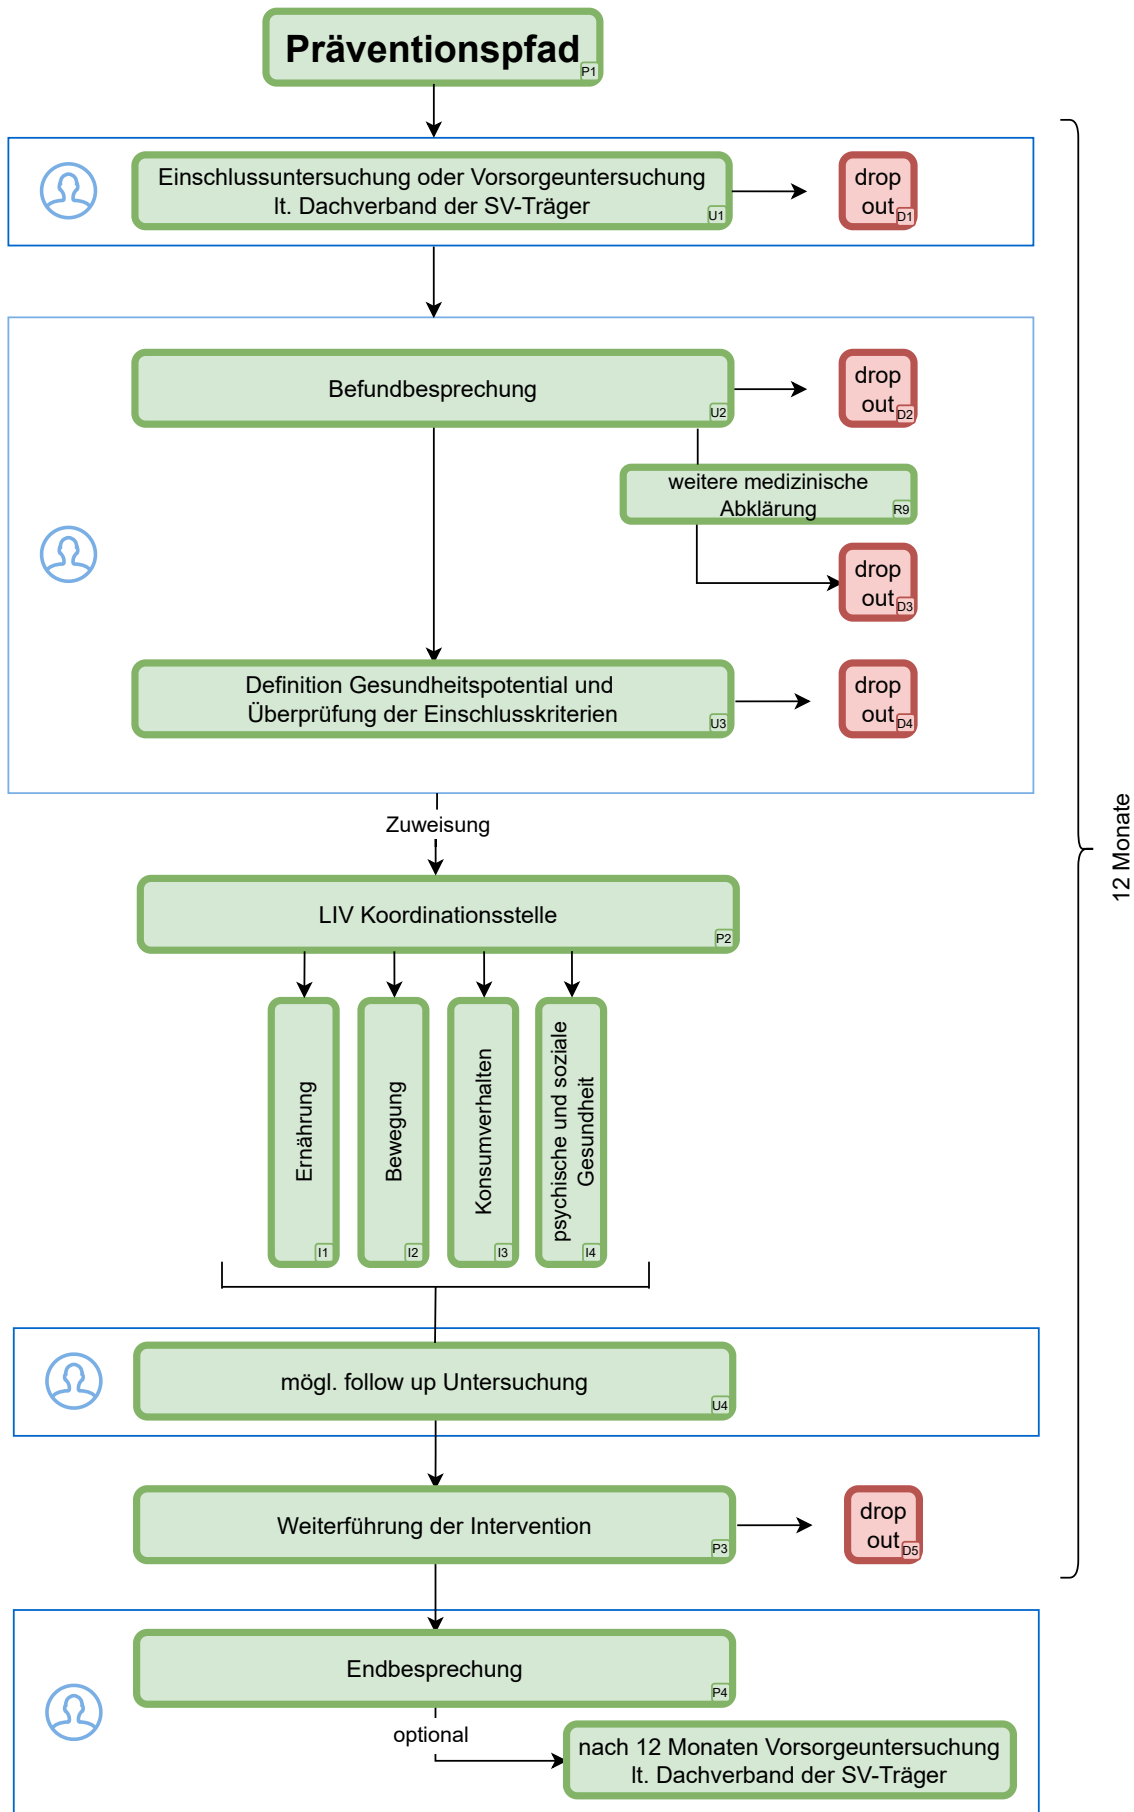 Präventionspfad
P1
Einschlussuntersuchung oder Vorsorgeuntersuchung
lt. Dachverband der SV-Träger
U1
drop
out
D1
Befundbesprechung
U2
drop
out
D2
weitere medizinische
Abklärung
R9
drop
out
D3
Definition Gesundheitspotential und
Überprüfung der Einschlusskriterien
U3
drop
out
D4
12 Monate
Zuweisung
LIV Koordinationsstelle
P2
Ernährung
I1
Bewegung
I2
Konsumverhalten
I3
psychische und soziale
Gesundheit
I4
mögl. follow up Untersuchung
U4
Weiterführung der Intervention
P3
drop
out
D5
Endbesprechung
P4
optional
nach 12 Monaten Vorsorgeuntersuchung
lt. Dachverband der SV-Träger